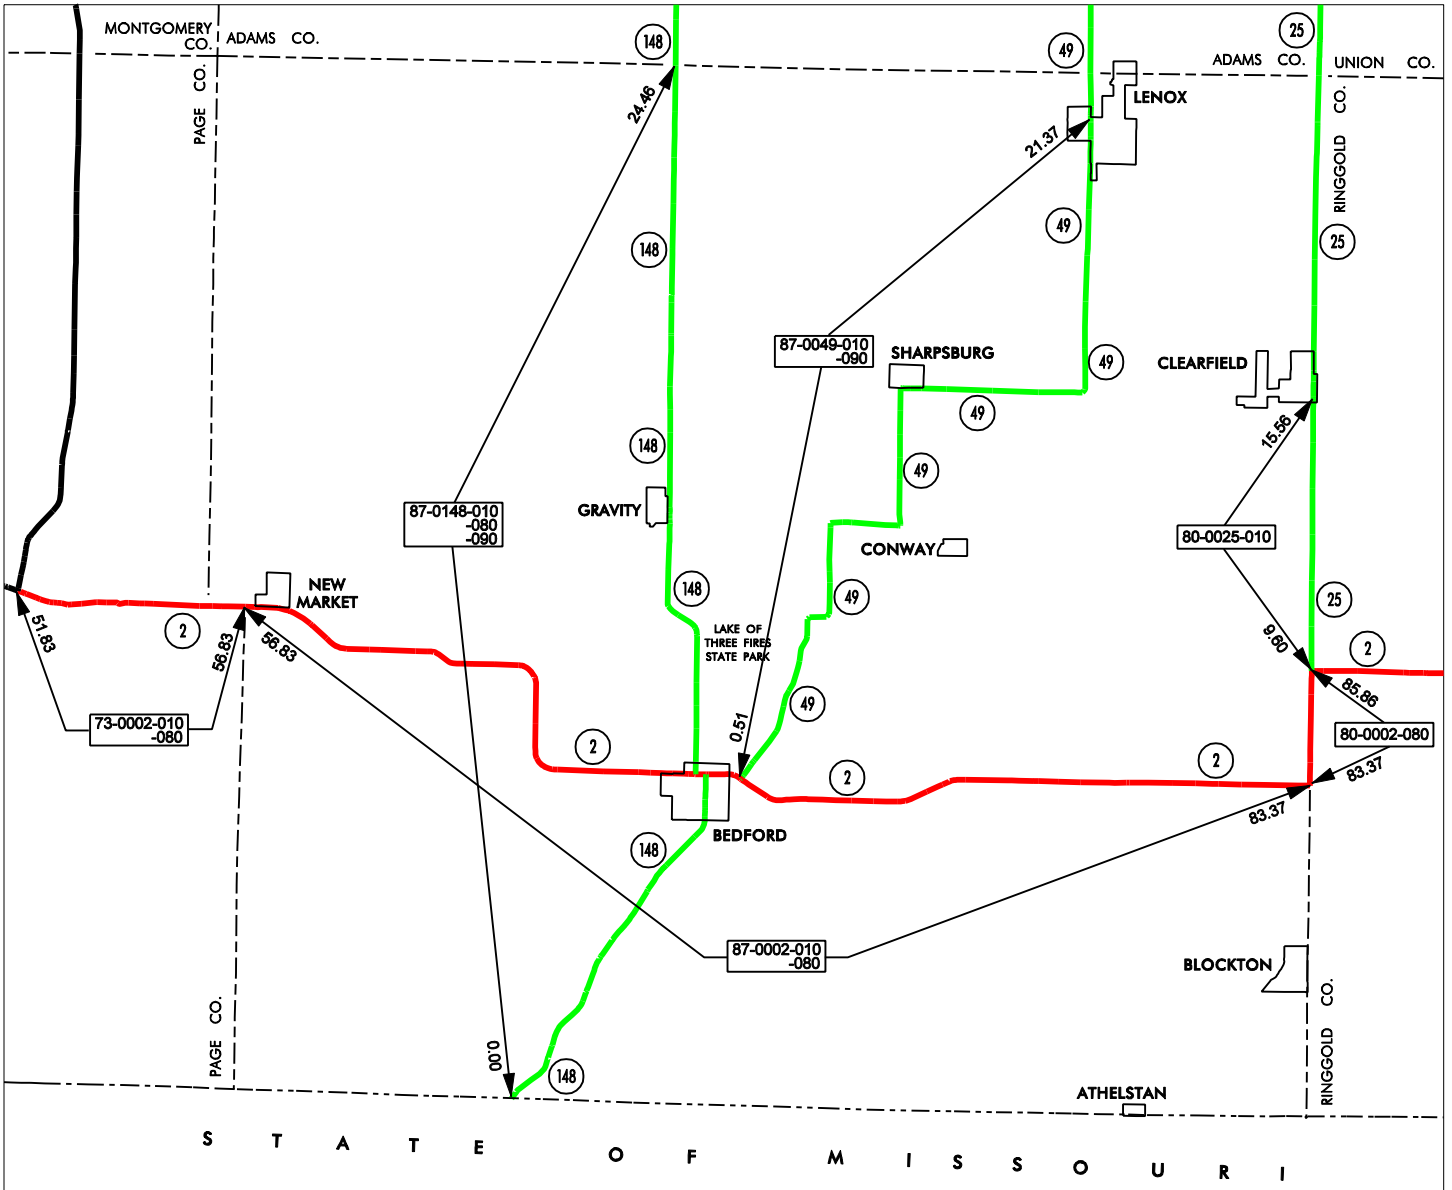 MONTGOMERY
CO.
ADAMS CO.
148
49
25
ADAMS CO.
UNION CO.
PAGE CO.
24.46
21.37
LENOX
RINGGOLD CO.
148
49
25
87-0049-010
-090
SHARPSBURG
49
CLEARFIELD
49
15.56
148
49
87-0148-010
-080
-090
GRAVITY
CONWAY
80-0025-010
NEW
MARKET
148
49
25
51.83
2
56.83
56.83
LAKE OF
THREE FIRES
STATE PARK
9.60
2
85.86
49
0.51
73-0002-010
-080
80-0002-080
2
2
2
83.37
83.37
BEDFORD
148
87-0002-010
-080
BLOCKTON
PAGE CO.
RINGGOLD CO.
0.00
148
ATHELSTAN
STATE OF MISSOURI